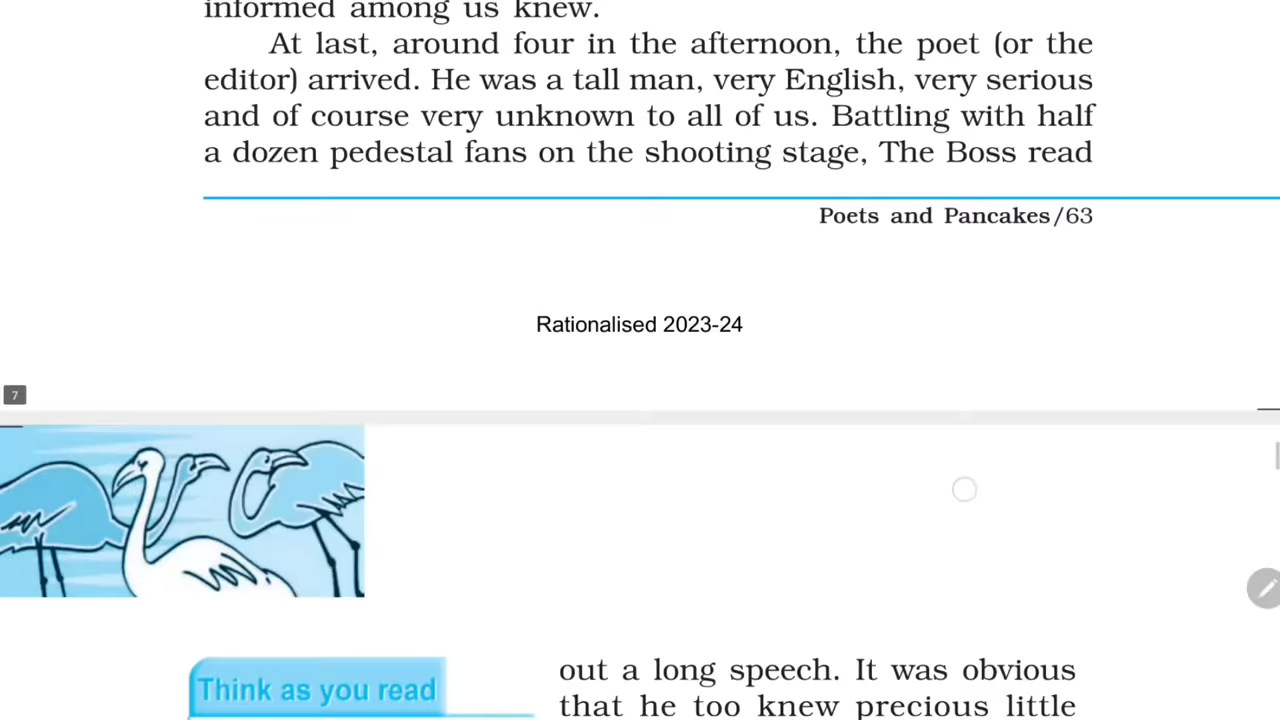 informed among us knew.
At last, around four in the afternoon, the poet (or the
editor) arrived. He was a tall man, very English, very serious
and of course very unknown to all of us. Battling with half
a dozen pedestal fans on the shooting stage, The Boss read
Poets and Pancakes/63
Rationalised 2023-24
7
Think as you read
out a long speech. It was obvious
that he too knew precious little